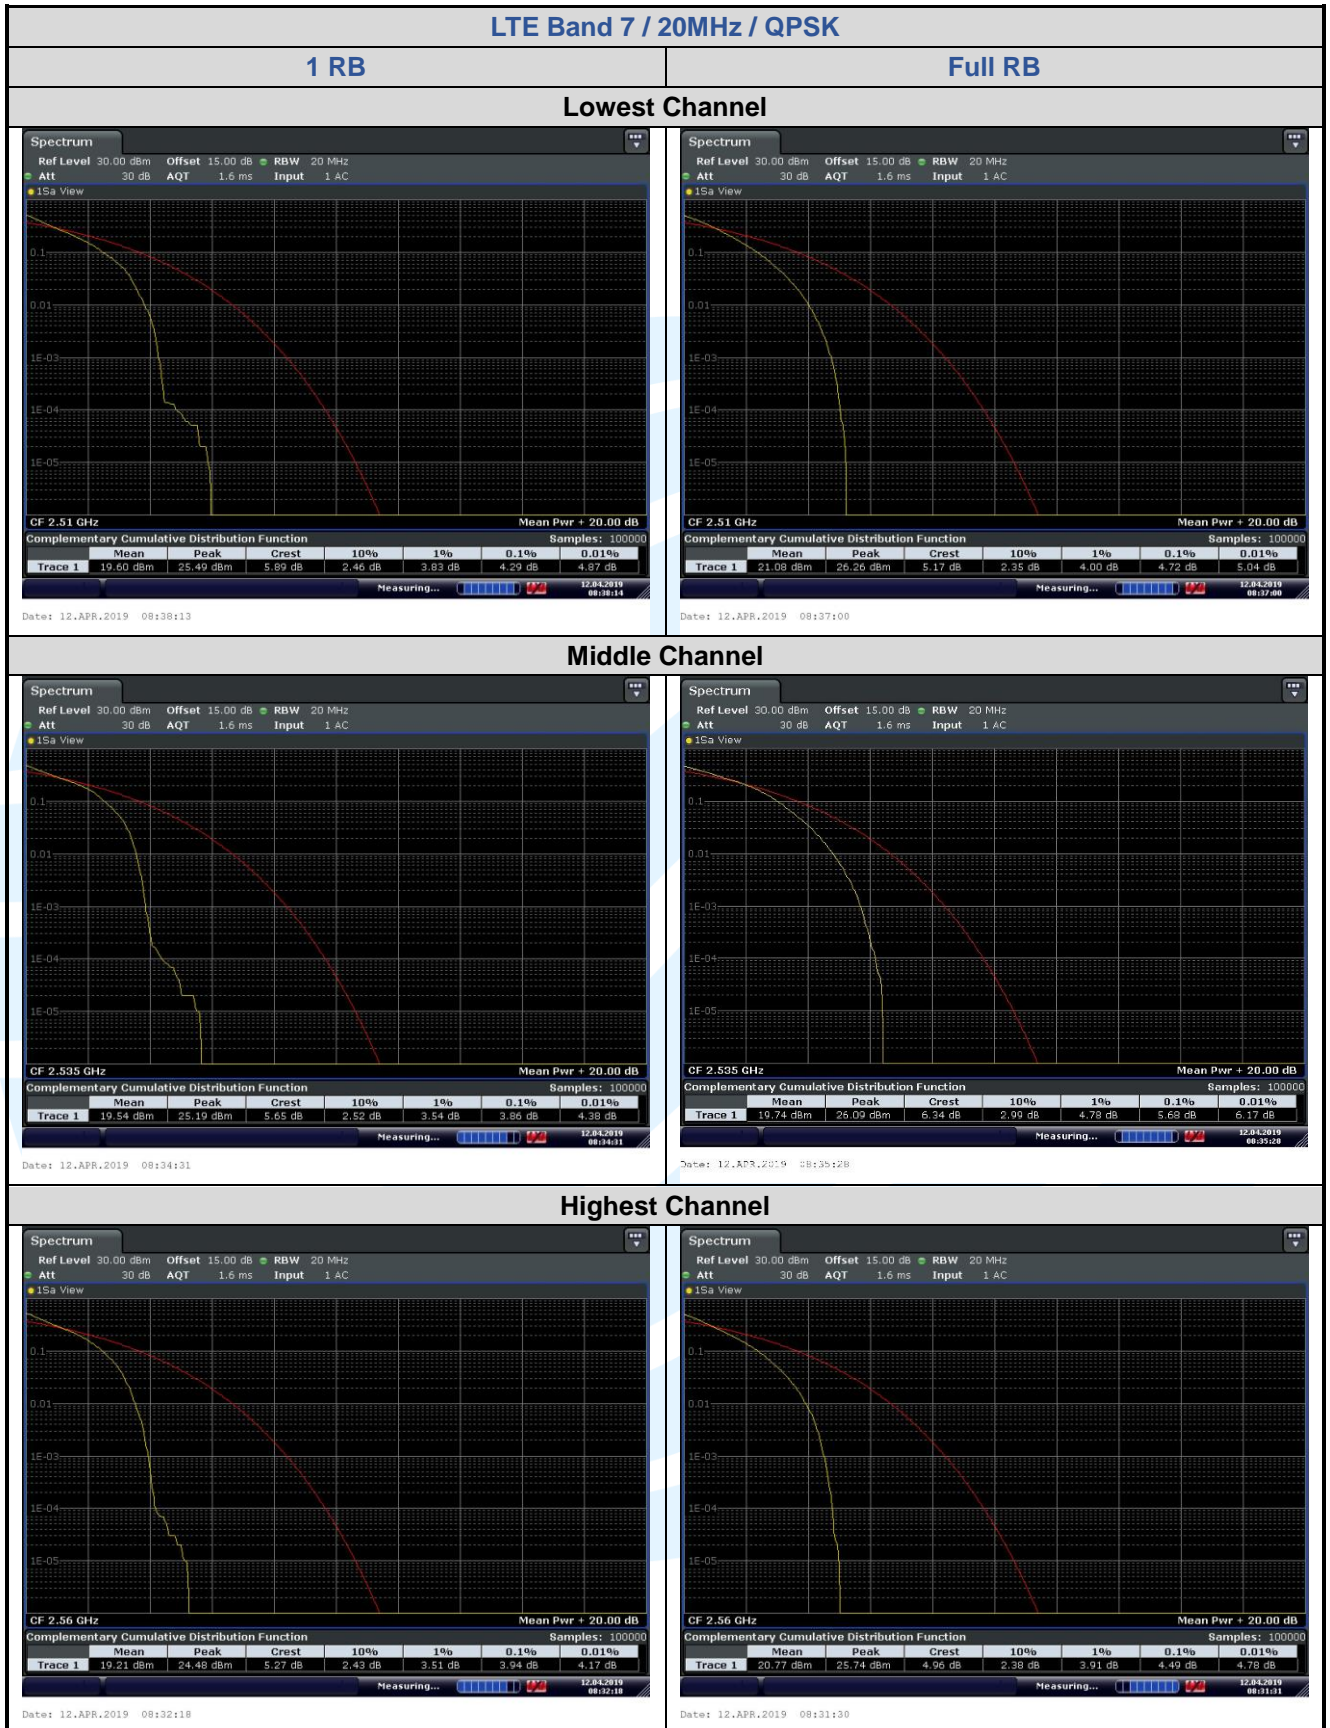 LTE Band 7 / 20MHz / QPSK
1 RB Full RB
Lowest Channel
Spectrum
Ref Level 30.00 dBm Offset 15.00 dB RBW 20 MHz
Att 30 dB AQT 1.6 ms Input 1 AC
1Sa View
0.1
0.01
1E-03
1E-04
1E-05
CF 2.51 GHz Mean Pwr + 20.00 dB
Complementary Cumulative Distribution Function Samples: 100000
Mean Peak Crest 10% 1% 0.1% 0.01%
Trace 1 19.60 dBm 25.49 dBm 5.89 dB 2.46 dB 3.83 dB 4.29 dB 4.87 dB
Measuring... 12.04.2019
08:38:14
Date: 12.APR.2019 08:38:13
Spectrum
Ref Level 30.00 dBm Offset 15.00 dB RBW 20 MHz
Att 30 dB AQT 1.6 ms Input 1 AC
1Sa View
0.1
0.01
1E-03
1E-04
1E-05
CF 2.51 GHz Mean Pwr + 20.00 dB
Complementary Cumulative Distribution Function Samples: 100000
Mean Peak Crest 10% 1% 0.1% 0.01%
Trace 1 21.08 dBm 26.26 dBm 5.17 dB 2.35 dB 4.00 dB 4.72 dB 5.04 dB
Measuring... 12.04.2019
08:37:00
Date: 12.APR.2019 08:37:00
Middle Channel
Spectrum
Ref Level 30.00 dBm Offset 15.00 dB RBW 20 MHz
Att 30 dB AQT 1.6 ms Input 1 AC
1Sa View
0.1
0.01
1E-03
1E-04
1E-05
CF 2.535 GHz Mean Pwr + 20.00 dB
Complementary Cumulative Distribution Function Samples: 100000
Mean Peak Crest 10% 1% 0.1% 0.01%
Trace 1 19.54 dBm 25.19 dBm 5.65 dB 2.52 dB 3.54 dB 3.86 dB 4.38 dB
Measuring... 12.04.2019
08:34:31
Date: 12.APR.2019 08:34:31
Spectrum
Ref Level 30.00 dBm Offset 15.00 dB RBW 20 MHz
Att 30 dB AQT 1.6 ms Input 1 AC
1Sa View
0.1
0.01
1E-03
1E-04
1E-05
CF 2.535 GHz Mean Pwr + 20.00 dB
Complementary Cumulative Distribution Function Samples: 100000
Mean Peak Crest 10% 1% 0.1% 0.01%
Trace 1 19.74 dBm 26.09 dBm 6.34 dB 2.99 dB 4.78 dB 5.68 dB 6.17 dB
Measuring... 12.04.2019
08:35:28
Date: 12.APR.2019 08:35:28
Highest Channel
Spectrum
Ref Level 30.00 dBm Offset 15.00 dB RBW 20 MHz
Att 30 dB AQT 1.6 ms Input 1 AC
1Sa View
0.1
0.01
1E-03
1E-04
1E-05
CF 2.56 GHz Mean Pwr + 20.00 dB
Complementary Cumulative Distribution Function Samples: 100000
Mean Peak Crest 10% 1% 0.1% 0.01%
Trace 1 19.21 dBm 24.48 dBm 5.27 dB 2.43 dB 3.51 dB 3.94 dB 4.17 dB
Measuring... 12.04.2019
08:32:18
Date: 12.APR.2019 08:32:18
Spectrum
Ref Level 30.00 dBm Offset 15.00 dB RBW 20 MHz
Att 30 dB AQT 1.6 ms Input 1 AC
1Sa View
0.1
0.01
1E-03
1E-04
1E-05
CF 2.56 GHz Mean Pwr + 20.00 dB
Complementary Cumulative Distribution Function Samples: 100000
Mean Peak Crest 10% 1% 0.1% 0.01%
Trace 1 20.77 dBm 25.74 dBm 4.96 dB 2.38 dB 3.91 dB 4.49 dB 4.78 dB
Measuring... 12.04.2019
08:31:31
Date: 12.APR.2019 08:31:30